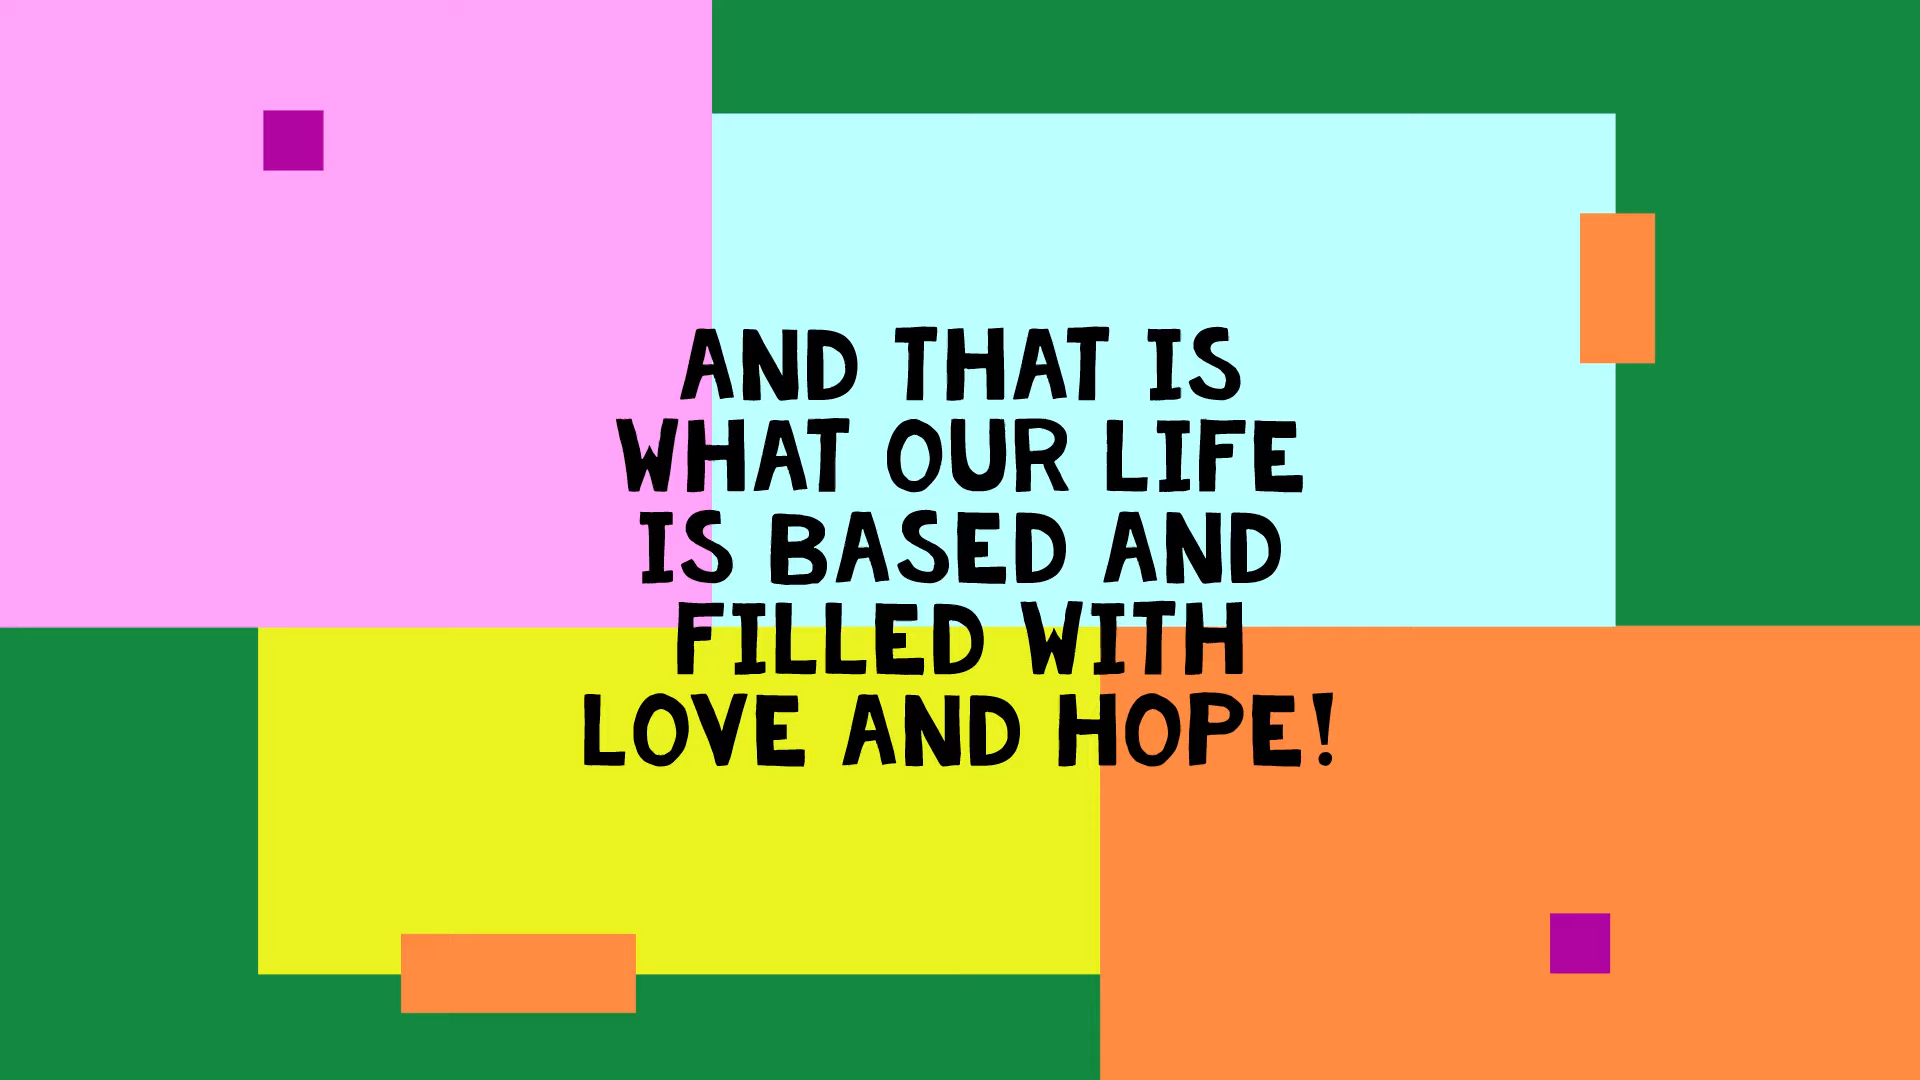 AND THAT IS
WHAT OUR LIFE
IS BASED AND
FILLED WITH
LOVE AND HOPE!